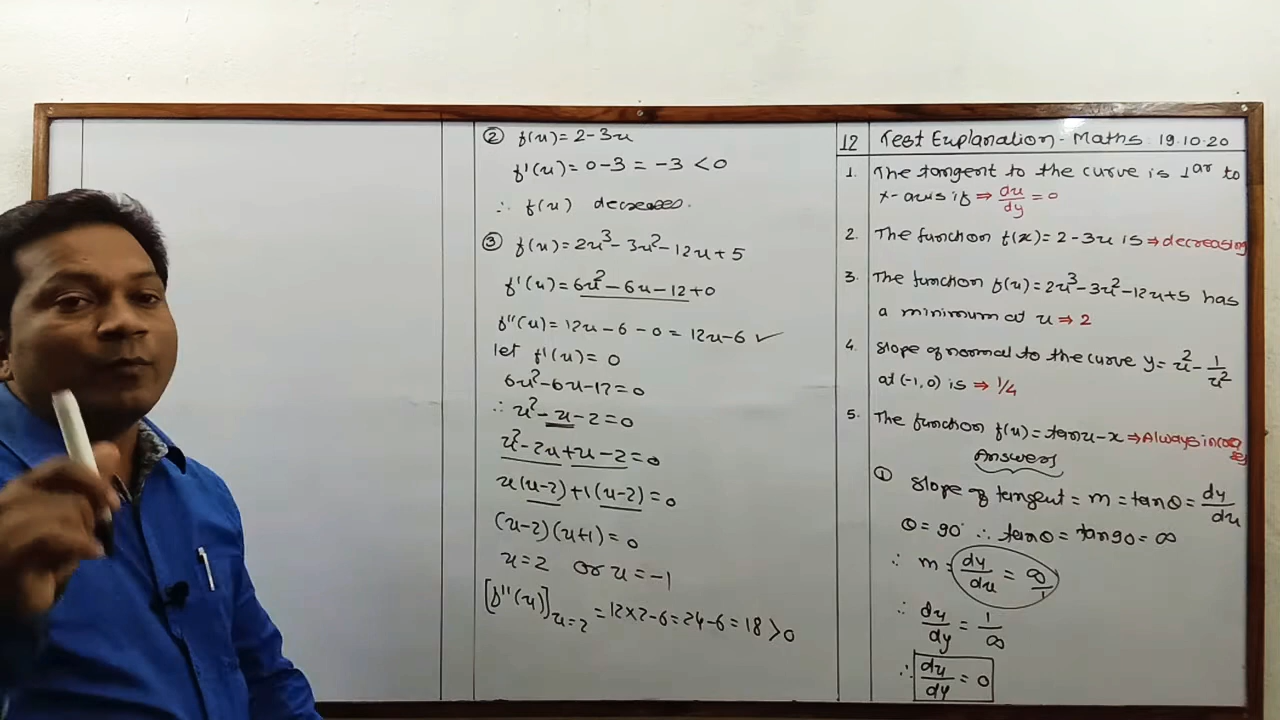 12 Test Explanation - Maths 19.10.20
1. The tangent to the curve is ⊥ar to
x-axis if ⇒ dx/dy = 0
2. The function f(x) = 2-3x is ⇒ decreasing
3. The function f(x) = 2x³-3x²-12x+5 has
a minimum at x ⇒ 2
4. Slope of normal to the curve y = x² - 1/x²
at (-1, 0) is ⇒ 1/4
5. The function f(x) = tanx - x ⇒ Always
Answers
① Slope of tangent = m = tanθ = dy/dx
θ = 90° ∴ tanθ = tan90 = ∞
∴ m = dy/dx = ∞/1
∴ dx/dy = 1/∞
∴ dx/dy = 0
② f(x) = 2-3x
f'(x) = 0-3 = -3 < 0
∴ f(x) decreases.
③ f(x) = 2x³-3x²-12x+5
f'(x) = 6x²-6x-12+0
f''(x) = 12x-6-0 = 12x-6 ✓
let f'(x) = 0
6x²-6x-12=0
∴ x²-x-2=0
x²-2x+x-2=0
x(x-2)+1(x-2)=0
(x-2)(x+1)=0
x=2 or x=-1
[f''(x)]x=2 = 12×2-6=24-6=18>0